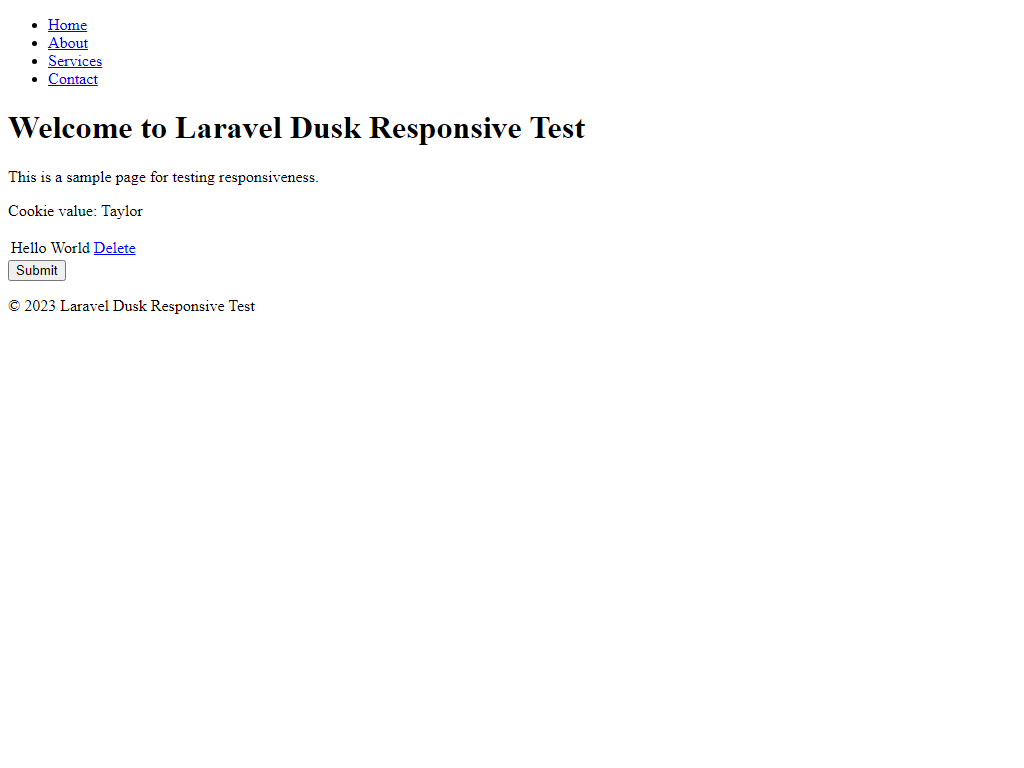 Home
About
Services
Contact
Welcome to Laravel Dusk Responsive Test
This is a sample page for testing responsiveness.
Cookie value: Taylor
Hello World Delete
Submit
© 2023 Laravel Dusk Responsive Test